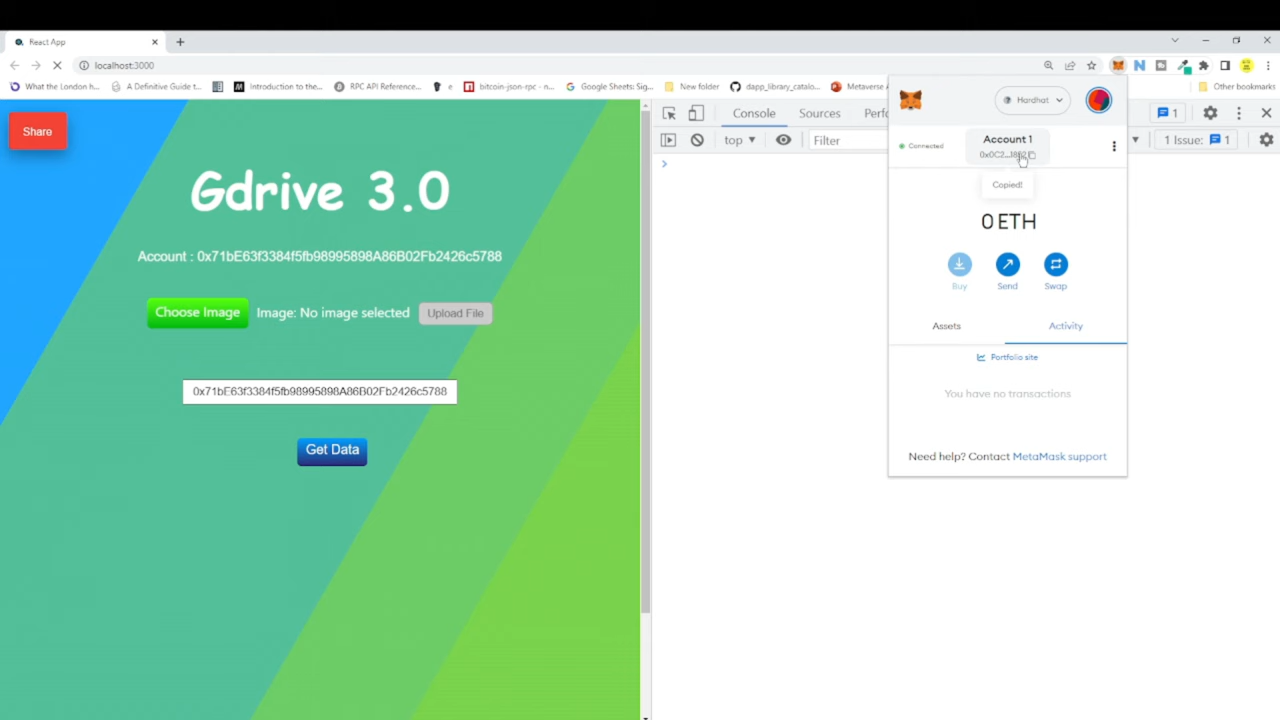 React App
localhost:3000
What the London h...
A Definitive Guide t...
Introduction to the...
RPC API Reference...
e
bitcoin-json-rpc - n...
Google Sheets: Sig...
New folder
dapp_library_catalo...
Metaverse
Other bookmarks
Share
Gdrive 3.0
Account : 0x71bE63f3384f5fb98995898A86B02Fb2426c5788
Choose Image
Image: No image selected
Upload File
0x71bE63f3384f5fb98995898A86B02Fb2426c5788
Get Data
Console
Sources
Perf
1
top
Filter
1 Issue:
1
Hardhat
Connected
Account 1
Copied!
0 ETH
Buy
Send
Swap
Assets
Activity
Portfolio site
You have no transactions
Need help? Contact MetaMask support